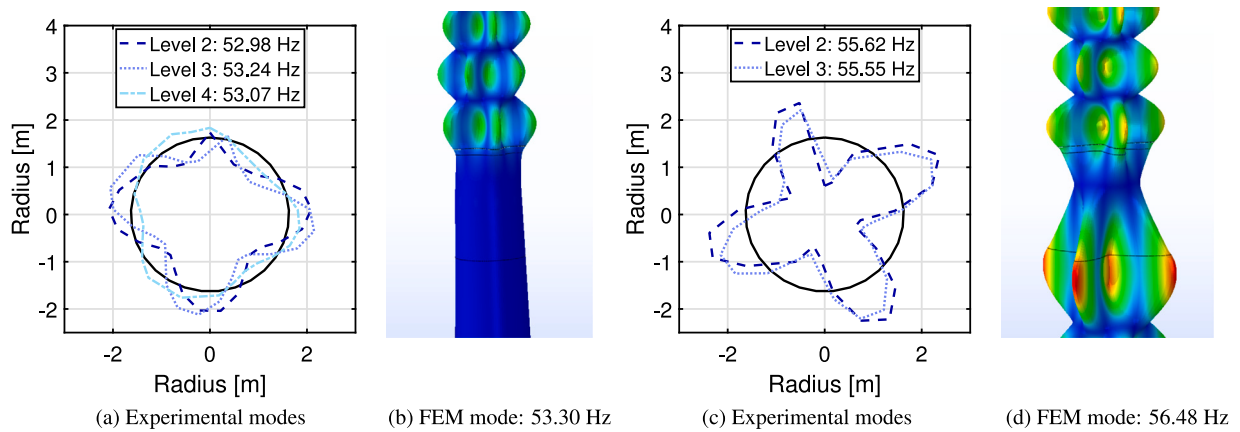 4
3
2
1
0
-1
-2
Radius [m]
-2 0 2
Radius [m]
Level 2: 52.98 Hz
Level 3: 53.24 Hz
Level 4: 53.07 Hz
(a) Experimental modes
(b) FEM mode: 53.30 Hz
4
3
2
1
0
-1
-2
Radius [m]
-2 0 2
Radius [m]
Level 2: 55.62 Hz
Level 3: 55.55 Hz
(c) Experimental modes
(d) FEM mode: 56.48 Hz